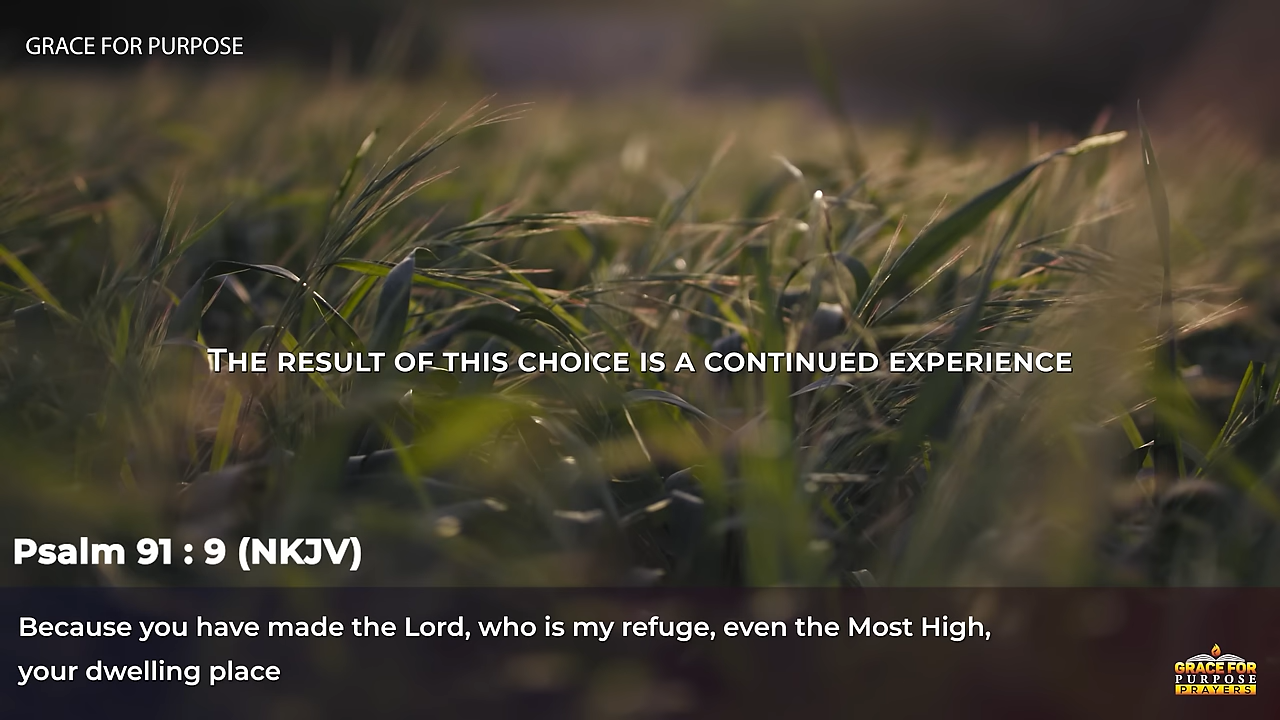 GRACE FOR PURPOSE
THE RESULT OF THIS CHOICE IS A CONTINUED EXPERIENCE
Psalm 91 : 9 (NKJV)
Because you have made the Lord, who is my refuge, even the Most High,
your dwelling place
GRACE FOR
PURPOSE
PRAYERS